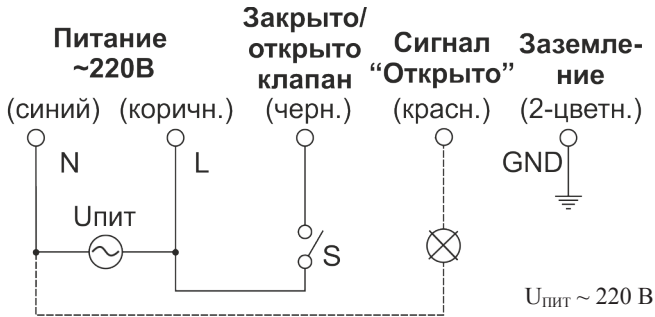 Питание
~220В
Закрыто/
открыто
клапан
Сигнал
“Открыто”
Заземле-
ние
(синий) (коричн.) (черн.) (красн.) (2-цветн.)
N L GND
Uпит
S
Uпит ~ 220 В